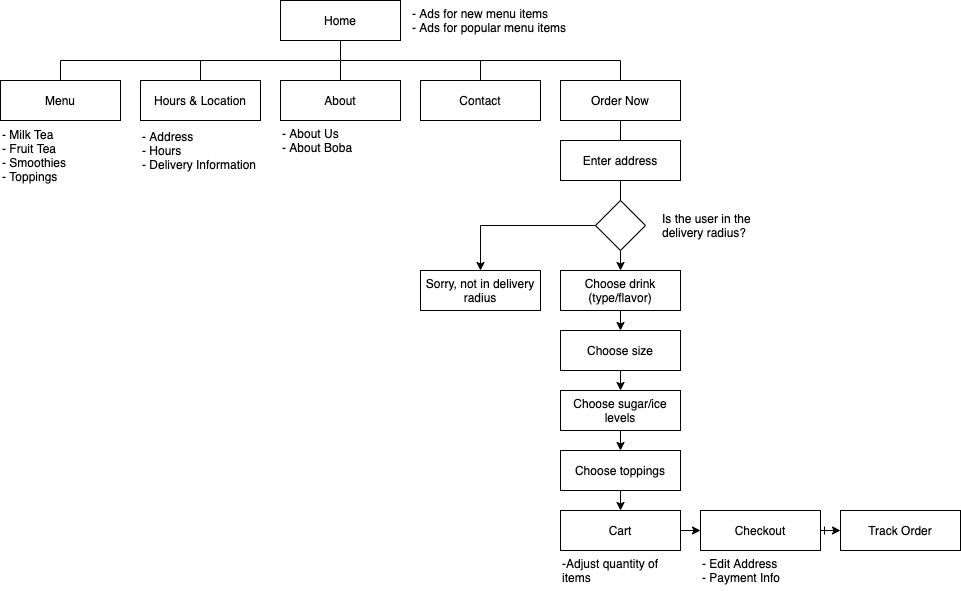 Home
- Ads for new menu items
- Ads for popular menu items
Menu
Hours & Location
About
Contact
Order Now
- Milk Tea
- Fruit Tea
- Smoothies
- Toppings
- Address
- Hours
- Delivery Information
- About Us
- About Boba
Enter address
Is the user in the
delivery radius?
Sorry, not in delivery
radius
Choose drink
(type/flavor)
Choose size
Choose sugar/ice
levels
Choose toppings
Cart
Checkout
Track Order
-Adjust quantity of
items
- Edit Address
- Payment Info